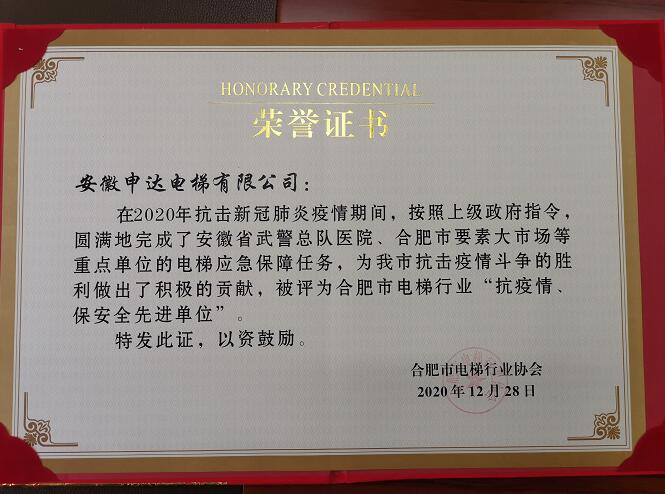 HONORARY CREDENTIAL
荣誉证书
安徽申达电梯有限公司：
在2020年抗击新冠肺炎疫情期间，按照上级政府指令，
圆满地完成了安徽省武警总队医院、合肥市要素大市场等
重点单位的电梯应急保障任务，为我市抗击疫情斗争的胜
利做出了积极的贡献，被评为合肥市电梯行业“抗疫情、
保安全先进单位”。
特发此证，以资鼓励。
合肥市电梯行业协会
2020年12月28日